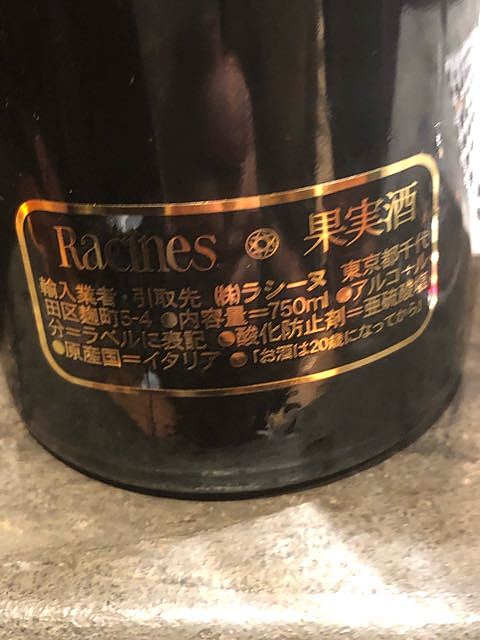 Racines 果実酒
輸入業者・引取先 ㈱ラシーヌ 東京都千代
田区麹町5-4 ●内容量=750ml ●アルコール
分=ラベルに表記 ●酸化防止剤=亜硫酸塩
●原産国=イタリア ●「お酒は20歳になってから」